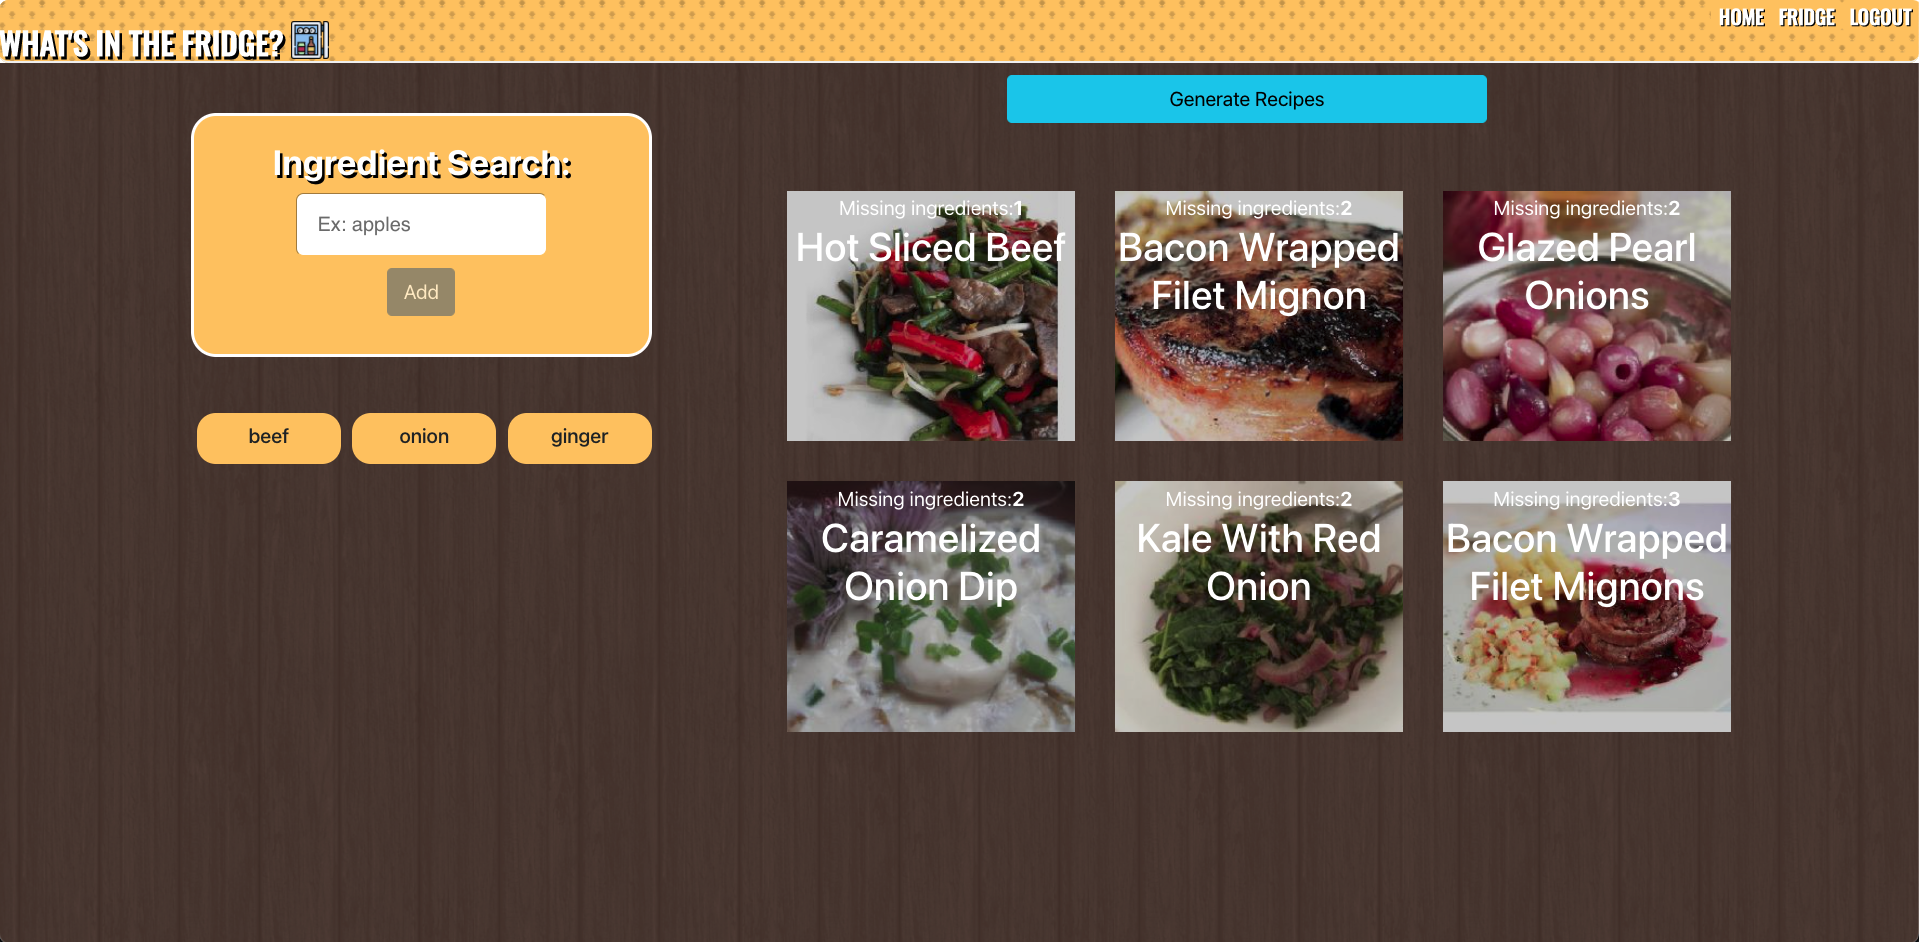 HOME FRIDGE LOGOUT
WHAT'S IN THE FRIDGE?
Generate Recipes
Ingredient Search:
Ex: apples
Add
beef onion ginger
Missing ingredients:1
Hot Sliced Beef
Missing ingredients:2
Bacon Wrapped
Filet Mignon
Missing ingredients:2
Glazed Pearl
Onions
Missing ingredients:2
Caramelized
Onion Dip
Missing ingredients:2
Kale With Red
Onion
Missing ingredients:3
Bacon Wrapped
Filet Mignons